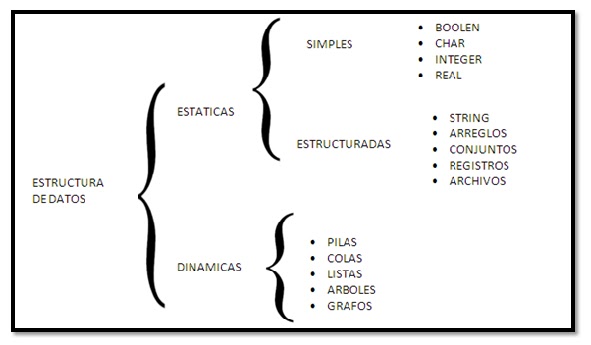 ESTRUCTURA
DE DATOS
ESTATICAS
SIMPLES
• BOOLEN
• CHAR
• INTEGER
• REAL
ESTRUCTURADAS
• STRING
• ARREGLOS
• CONJUNTOS
• REGISTROS
• ARCHIVOS
DINAMICAS
• PILAS
• COLAS
• LISTAS
• ARBOLES
• GRAFOS